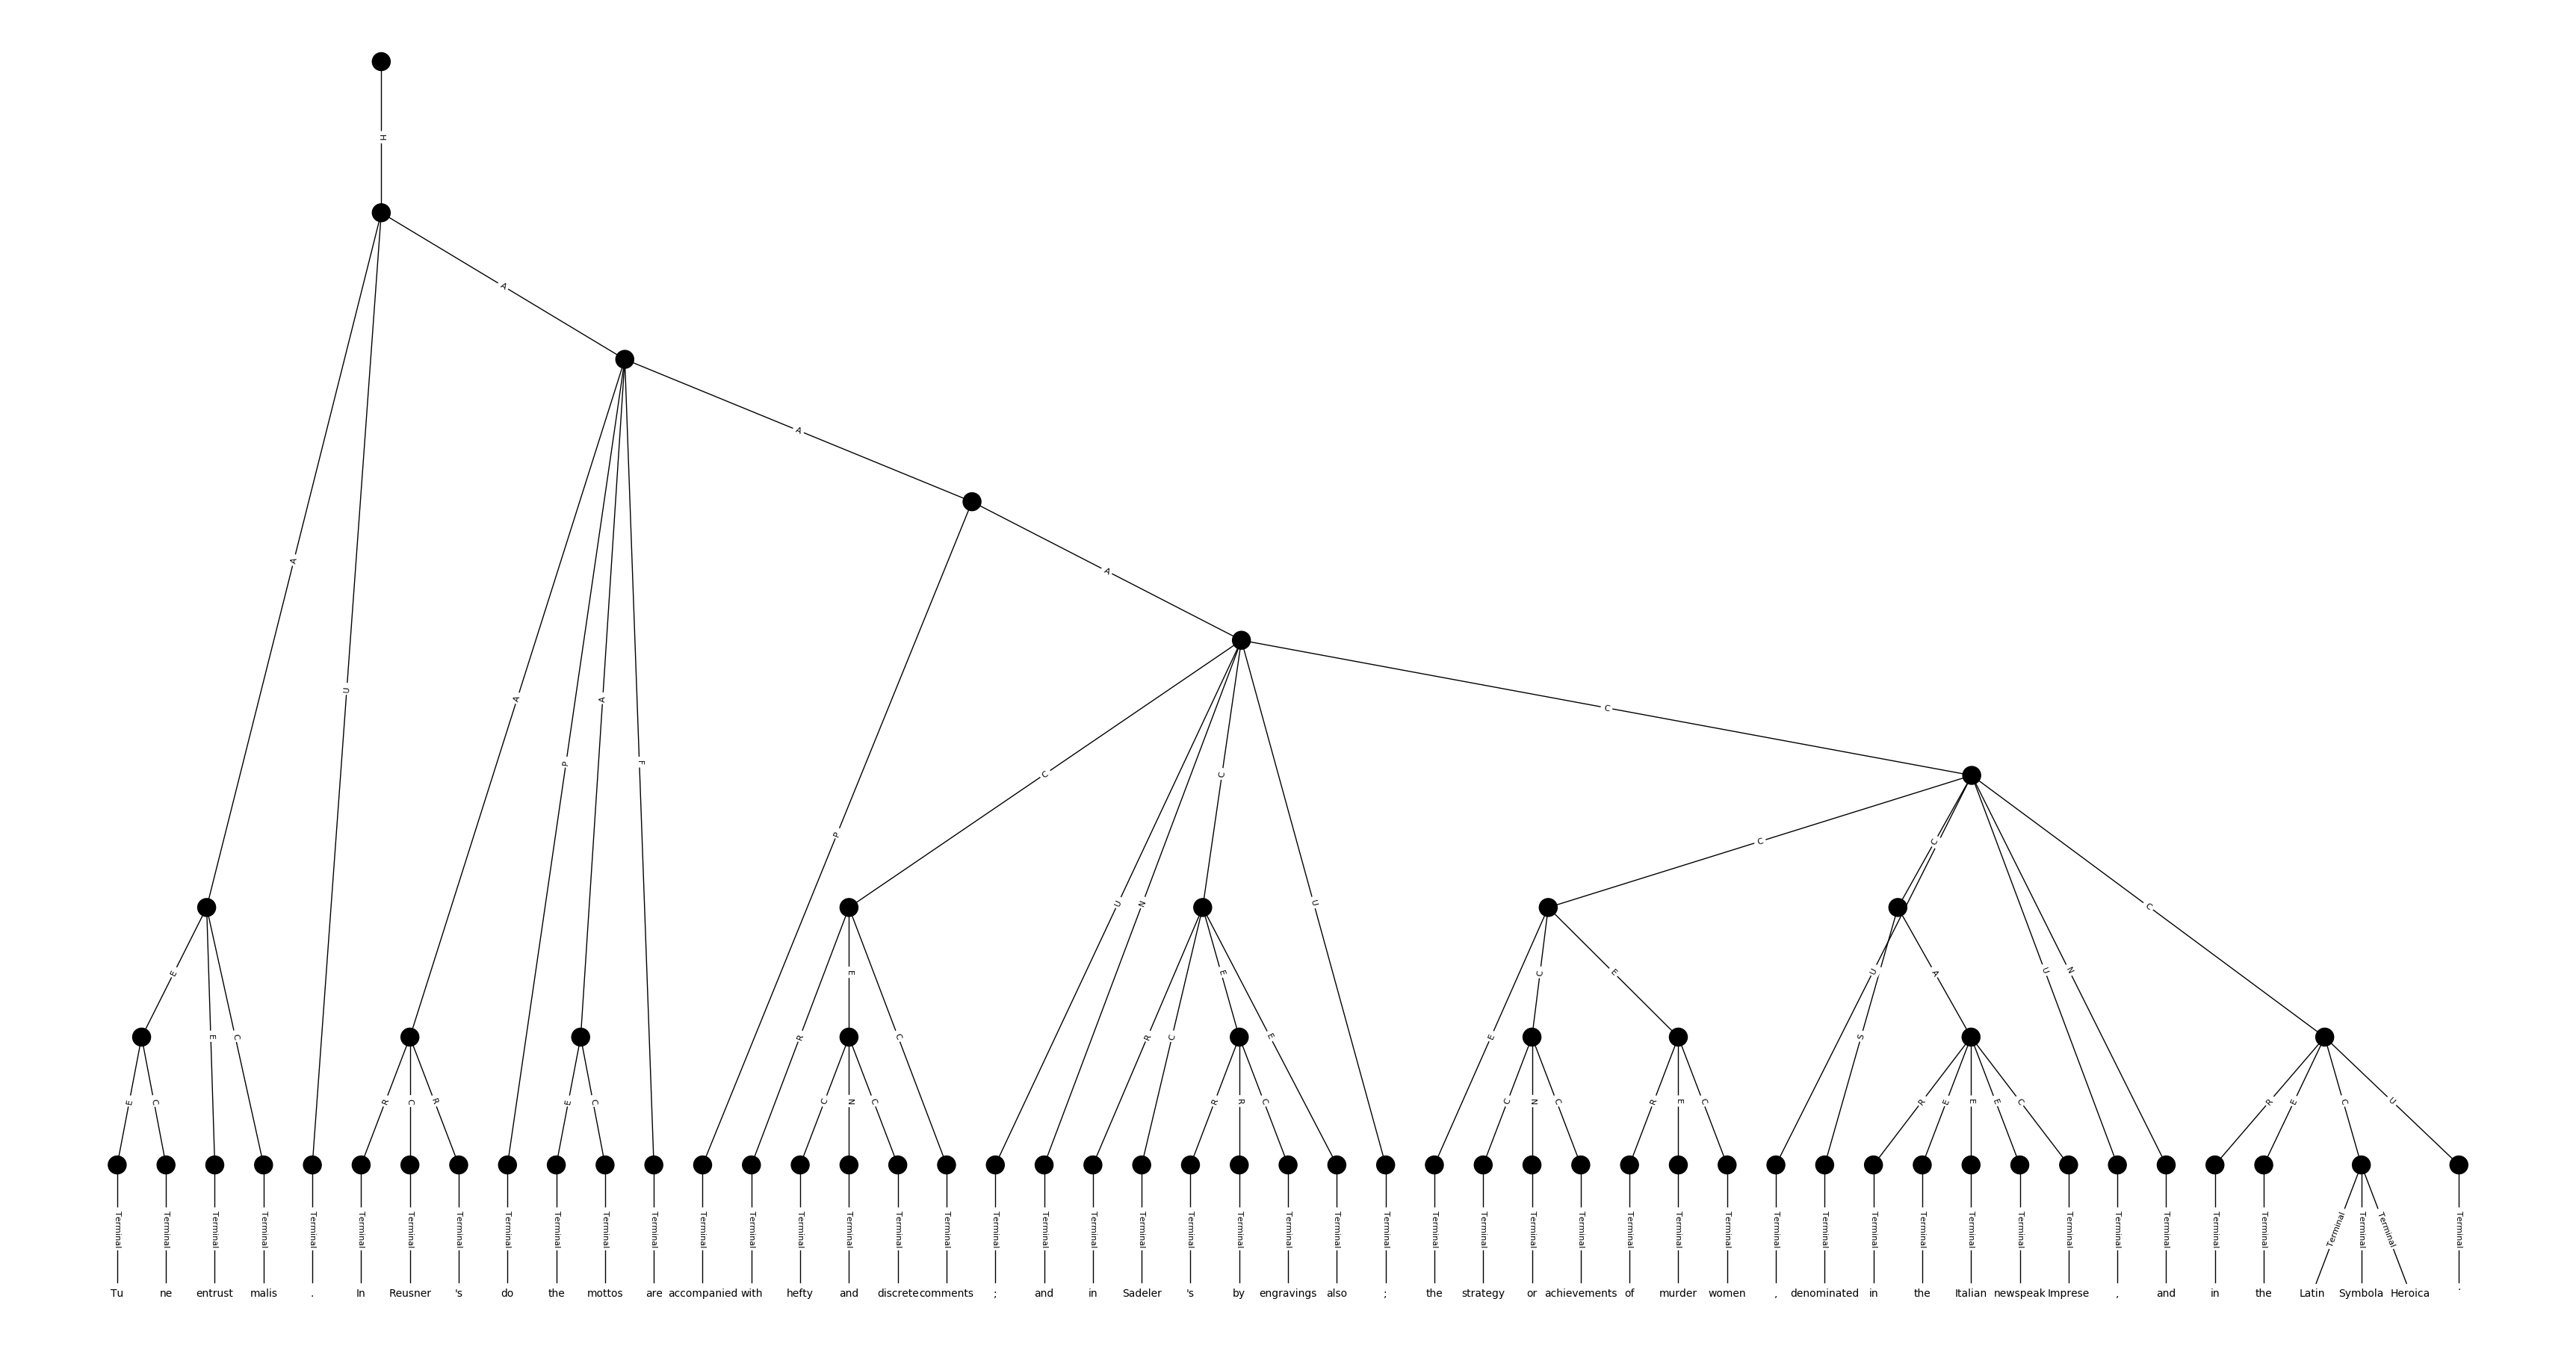 H
A
A
A
A
U
A
P
A
F
C
P
C
U
N
C
U
C
C
U
N
C
E
E
C
R
E
C
R
C
E
E
E
C
E
U
S
A
U
N
E
C
R
C
R
E
C
C
N
C
R
R
C
C
N
C
R
E
C
R
E
E
E
C
R
E
C
U
Terminal Terminal Terminal Terminal Terminal Terminal Terminal Terminal Terminal Terminal Terminal Terminal Terminal Terminal Terminal Terminal Terminal Terminal Terminal Terminal Terminal Terminal Terminal Terminal Terminal Terminal Terminal Terminal Terminal Terminal Terminal Terminal Terminal Terminal Terminal Terminal Terminal Terminal Terminal Terminal Terminal Terminal Terminal Terminal Terminal Terminal Terminal Terminal Terminal
Tu ne entrust malis . In Reusner 's do the mottos are accompanied with hefty and discrete comments ; and in Sadeler 's by engravings also ; the strategy or achievements of murder women , denominated in the Italian newspeak Imprese , and in the Latin Symbola Heroica .